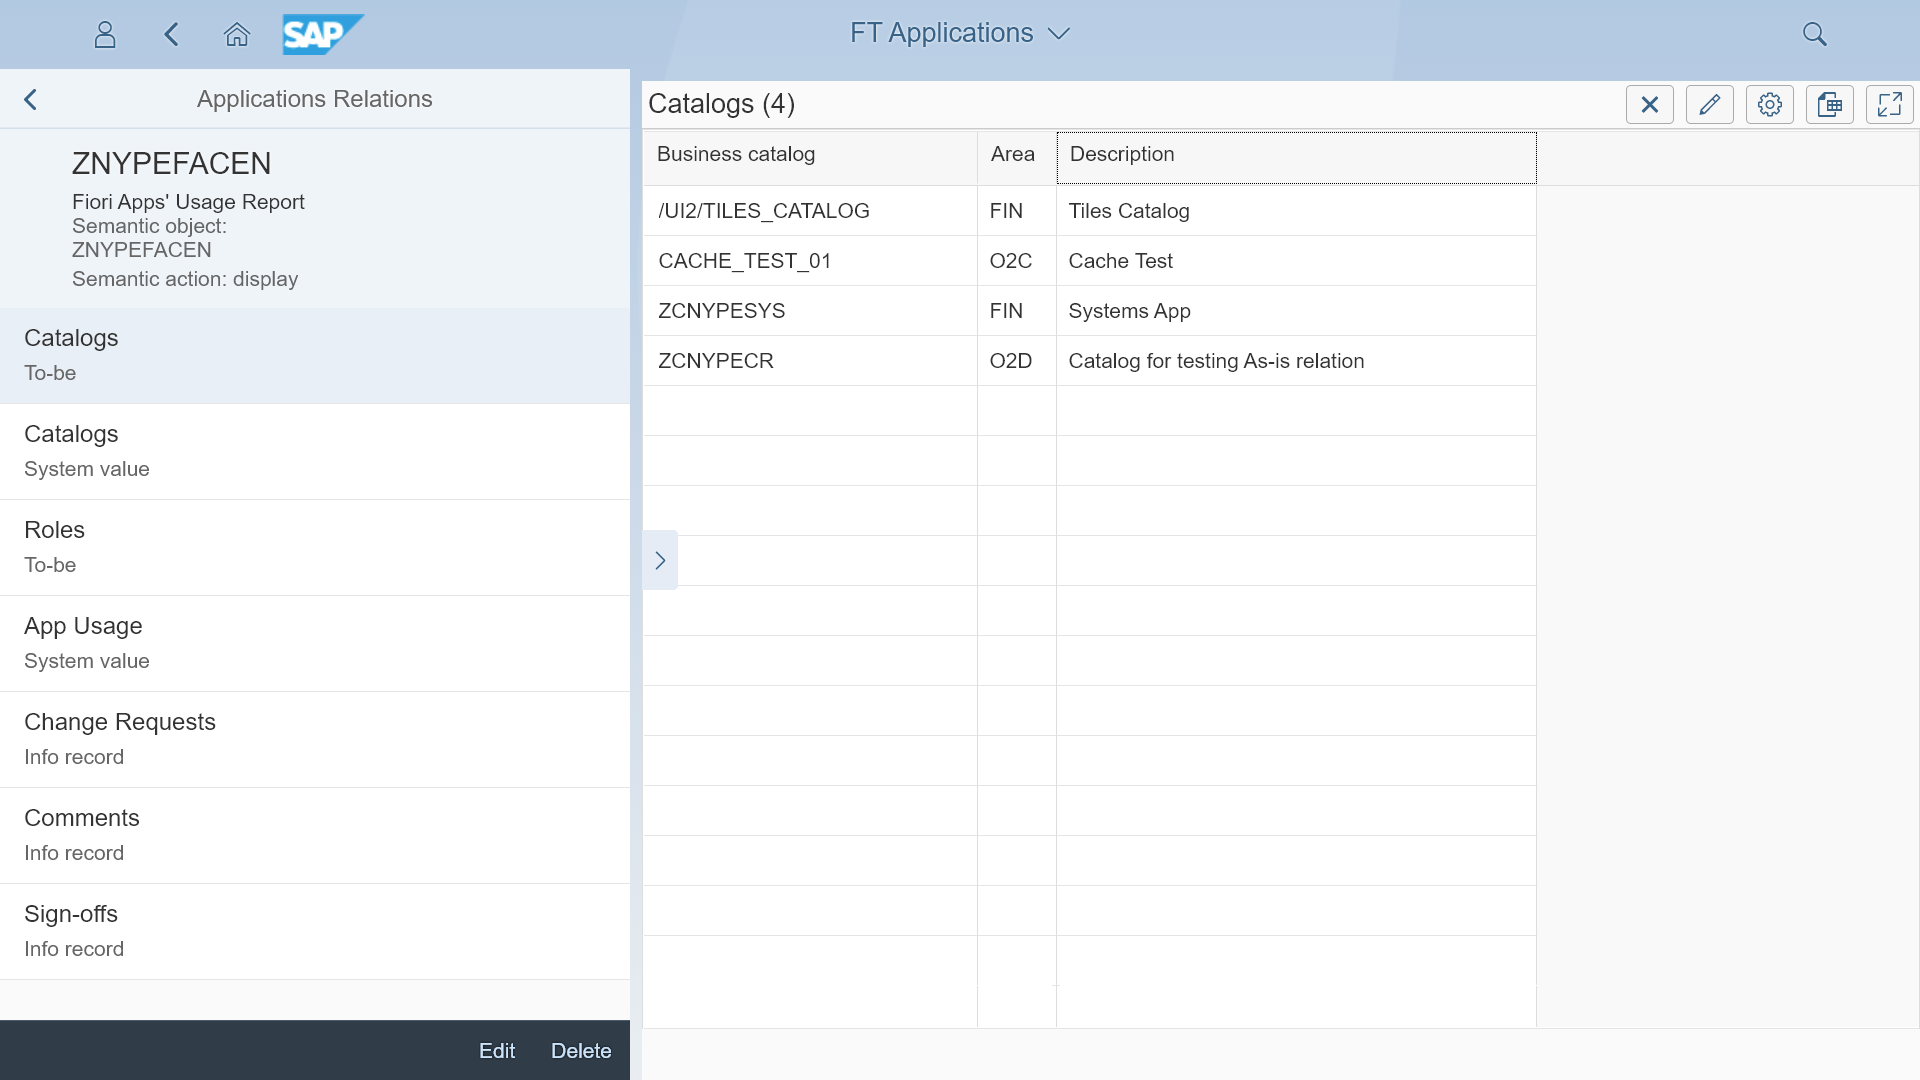 SAP
FT Applications
Applications Relations
ZNYPEFACEN
Fiori Apps' Usage Report
Semantic object:
ZNYPEFACEN
Semantic action: display
Catalogs
To-be
Catalogs
System value
Roles
To-be
App Usage
System value
Change Requests
Info record
Comments
Info record
Sign-offs
Info record
Edit Delete
Catalogs (4)
Business catalog Area Description
/UI2/TILES_CATALOG FIN Tiles Catalog
CACHE_TEST_01 O2C Cache Test
ZCNYPESYS FIN Systems App
ZCNYPECR O2D Catalog for testing As-is relation